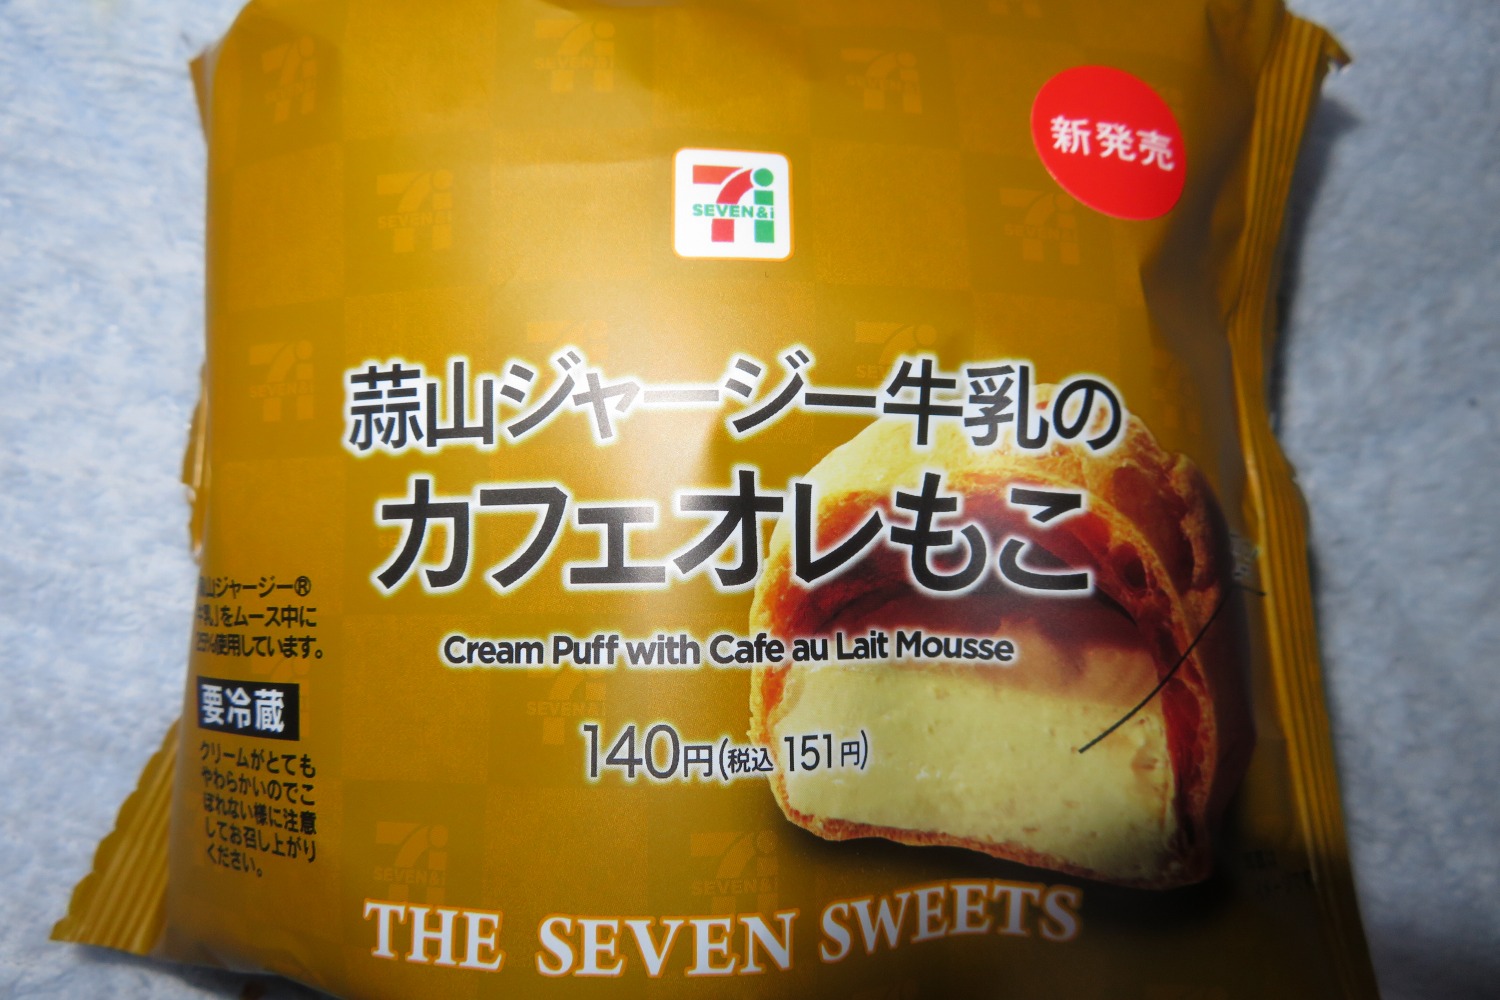 新発売
SEVEN&i
蒜山ジャージー牛乳の
カフェオレもこ
Cream Puff with Cafe au Lait Mousse
140円(税込 151円)
山ジャージー®
牛乳」をムース中に
使用しています。
要冷蔵
クリームがとても
やわらかいのでこ
ぼれない様に注意
してお召し上がり
ください。
THE SEVEN SWEETS